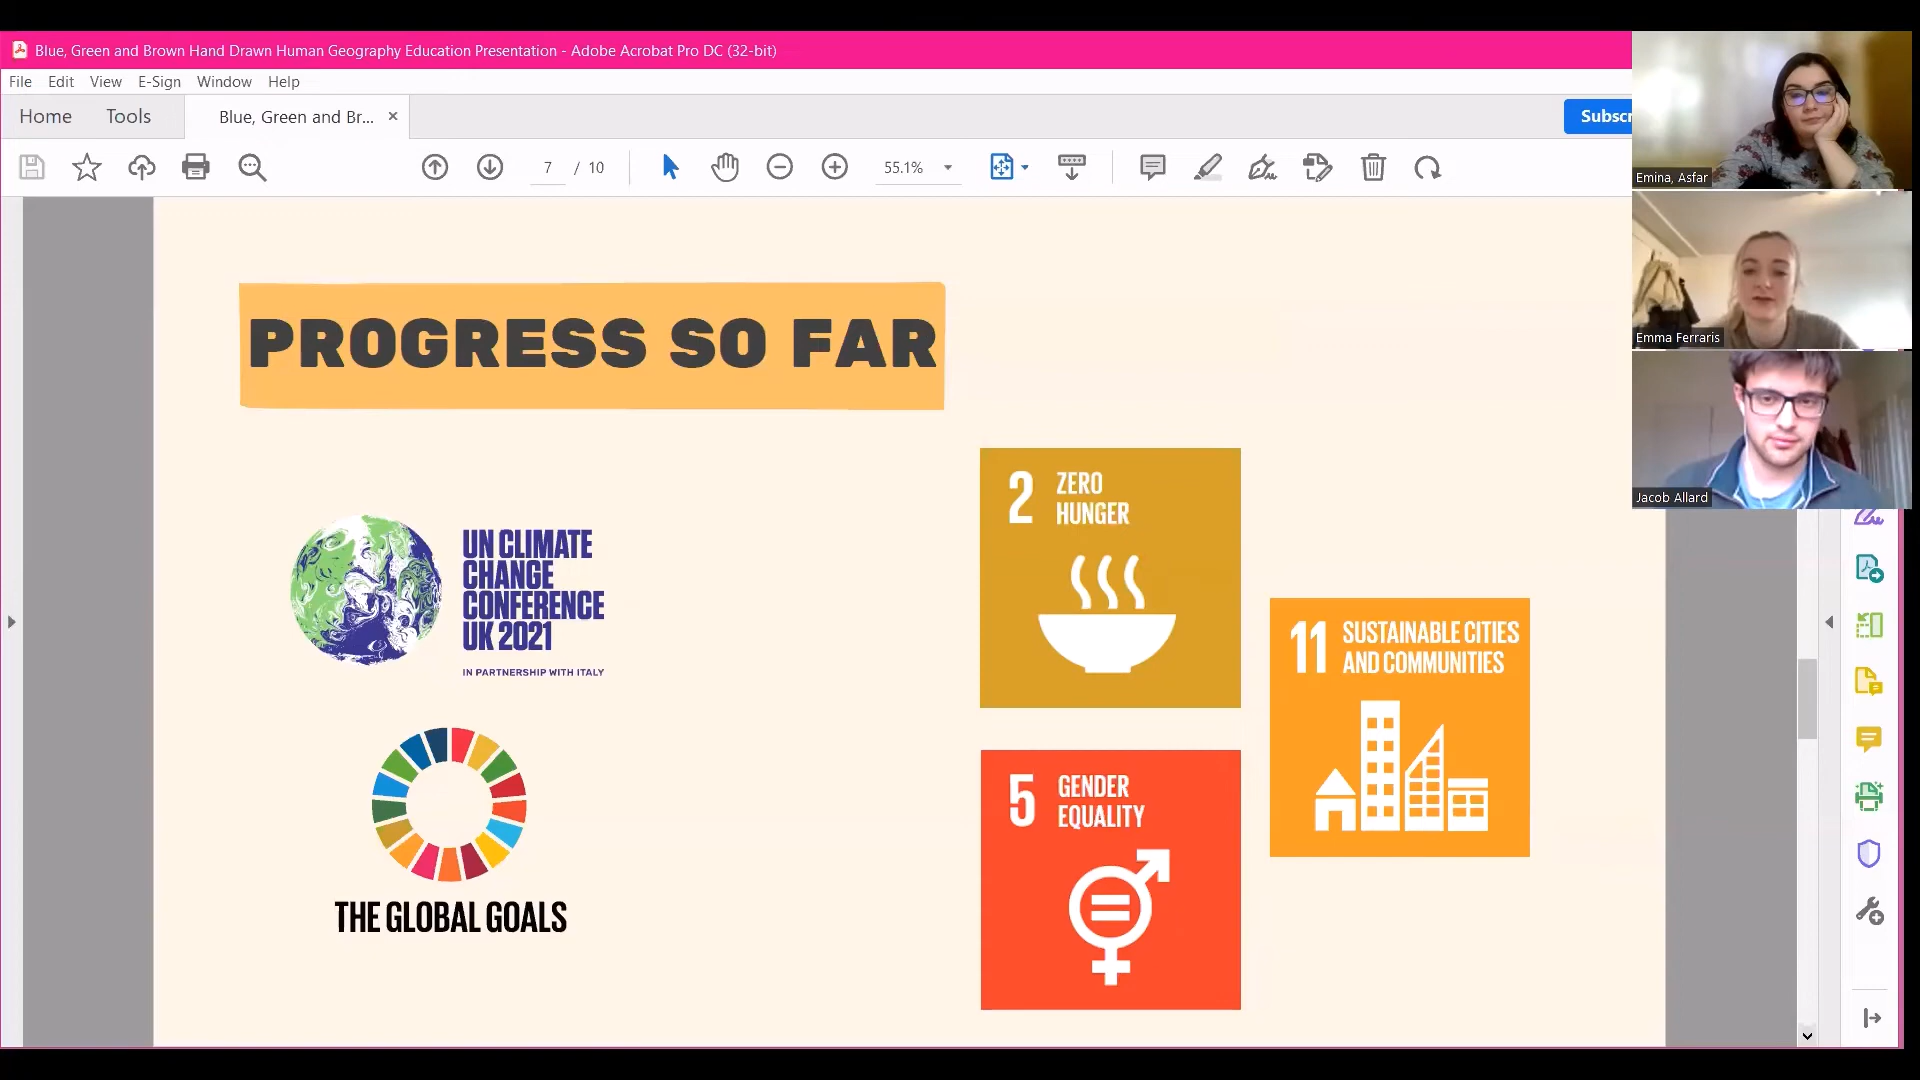 Blue, Green and Brown Hand Drawn Human Geography Education Presentation - Adobe Acrobat Pro DC (32-bit)
File Edit View E-Sign Window Help
Home Tools Blue, Green and Br... × Subscr
7 / 10 55.1%
PROGRESS SO FAR
UN CLIMATE
CHANGE
CONFERENCE
UK 2021
IN PARTNERSHIP WITH ITALY
THE GLOBAL GOALS
2 ZERO
HUNGER
5 GENDER
EQUALITY
11 SUSTAINABLE CITIES
AND COMMUNITIES
Emina, Asfar
Emma Ferraris
Jacob Allard